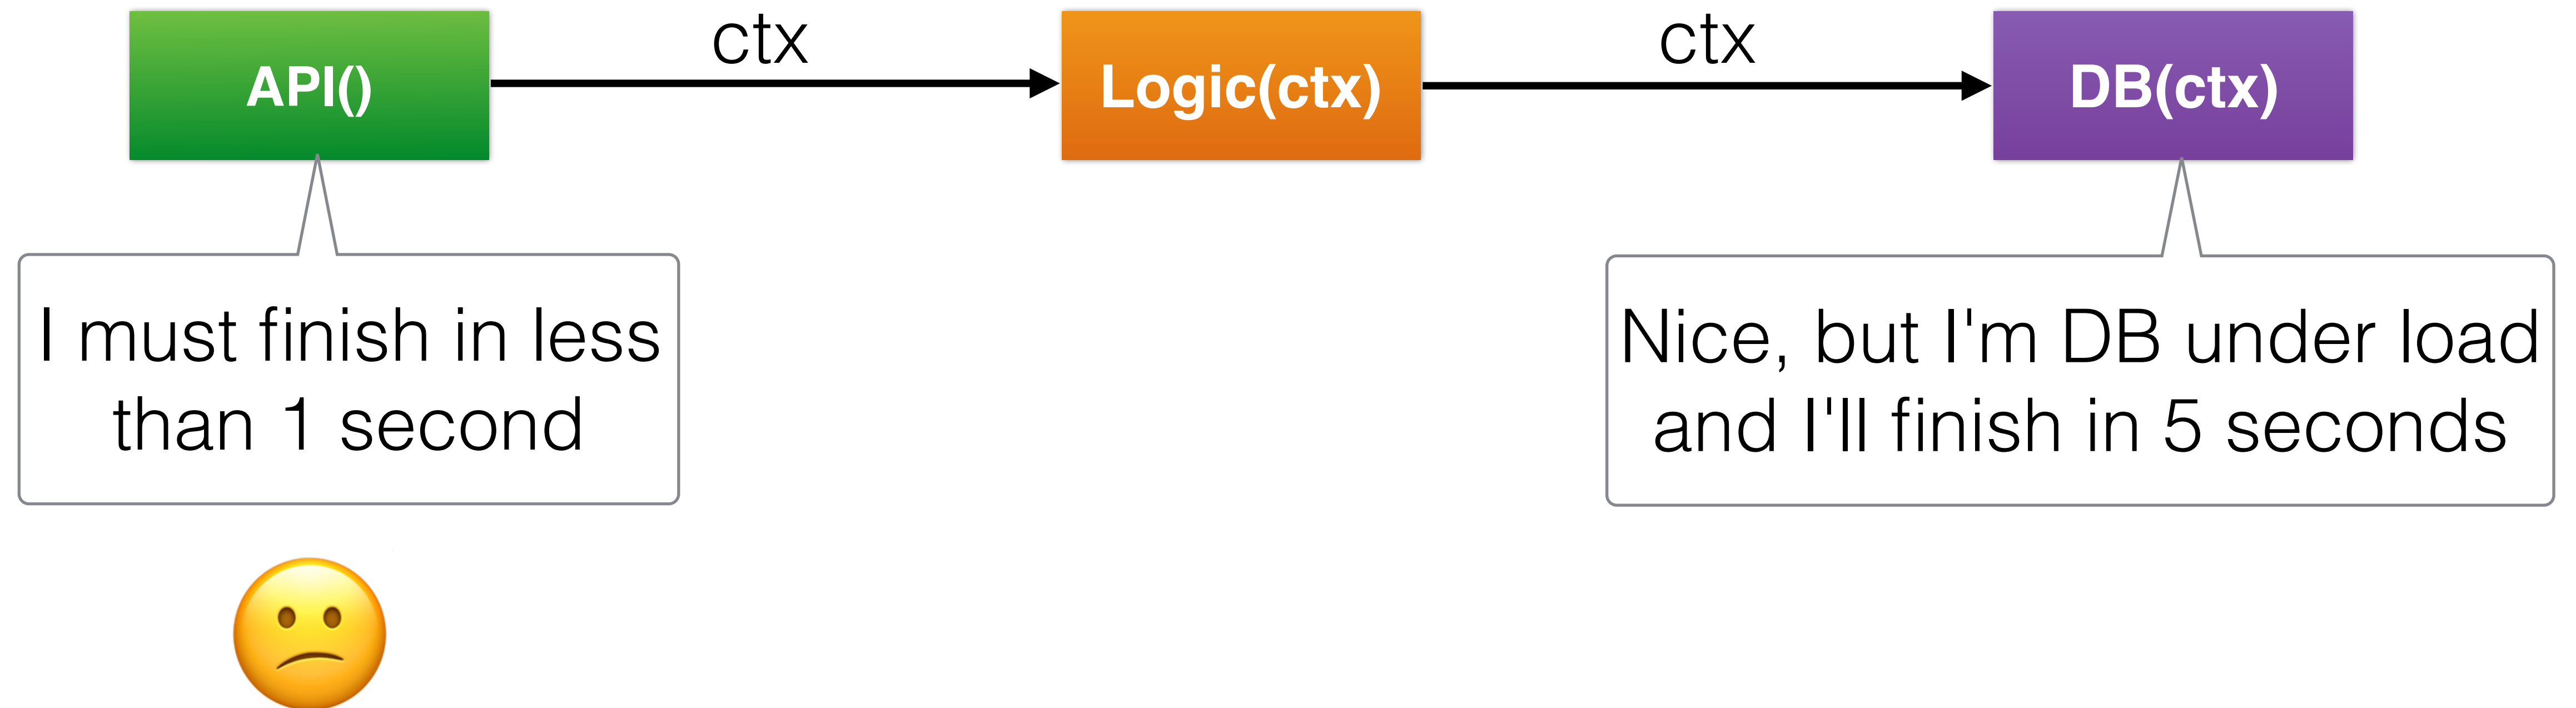 API()
ctx
Logic(ctx)
ctx
DB(ctx)
I must finish in less
than 1 second
Nice, but I'm DB under load
and I'll finish in 5 seconds